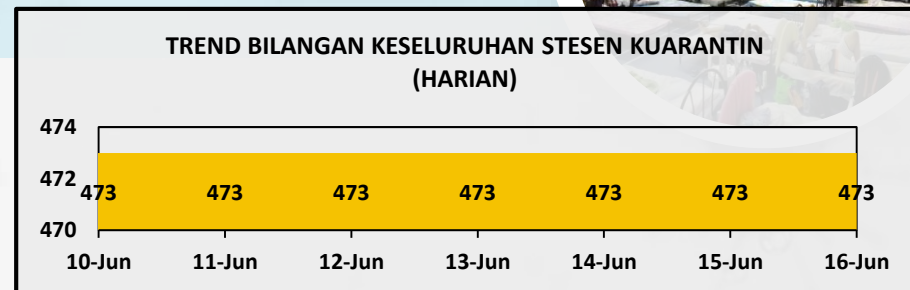 TREND BILANGAN KESELURUHAN STESEN KUARANTIN
(HARIAN)
474
472
470
473 473 473 473 473 473 473
10-Jun 11-Jun 12-Jun 13-Jun 14-Jun 15-Jun 16-Jun